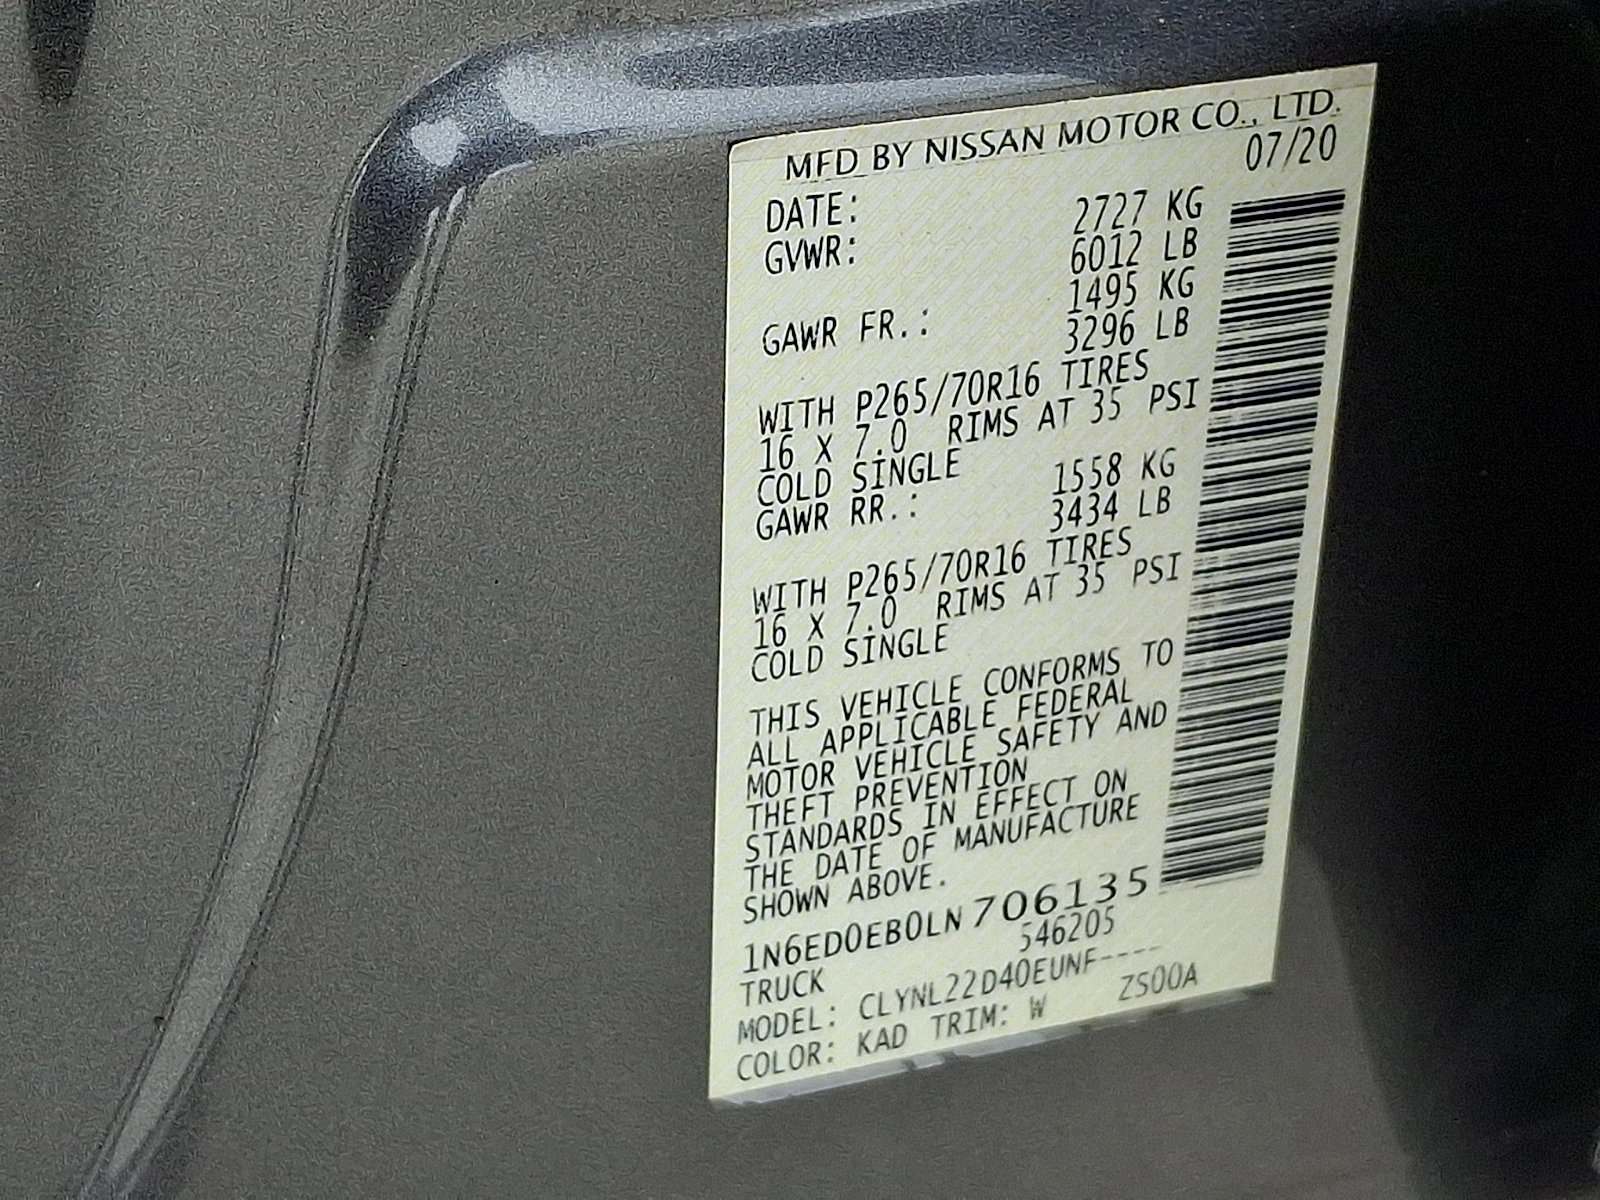 MFD BY NISSAN MOTOR CO., LTD.
DATE: 07/20
GVWR: 2727 KG
6012 LB
GAWR FR.: 1495 KG
3296 LB
WITH P265/70R16 TIRES
16 X 7.0 RIMS AT 35 PSI
COLD SINGLE
GAWR RR.: 1558 KG
3434 LB
WITH P265/70R16 TIRES
16 X 7.0 RIMS AT 35 PSI
COLD SINGLE
THIS VEHICLE CONFORMS TO
ALL APPLICABLE FEDERAL
MOTOR VEHICLE SAFETY AND
THEFT PREVENTION
STANDARDS IN EFFECT ON
THE DATE OF MANUFACTURE
SHOWN ABOVE.
1N6ED0EB0LN706135
TRUCK 546205
MODEL: CLYNL22D40EUNF----
COLOR: KAD TRIM: W ZS00A